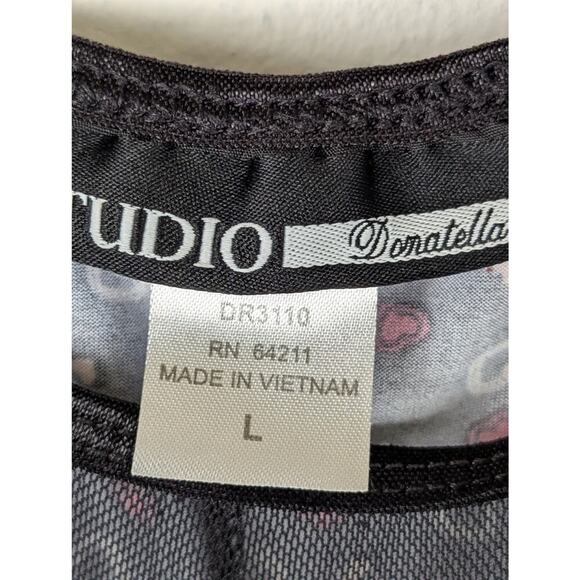 TUDIO Donatella
DR3110
RN 64211
MADE IN VIETNAM
L